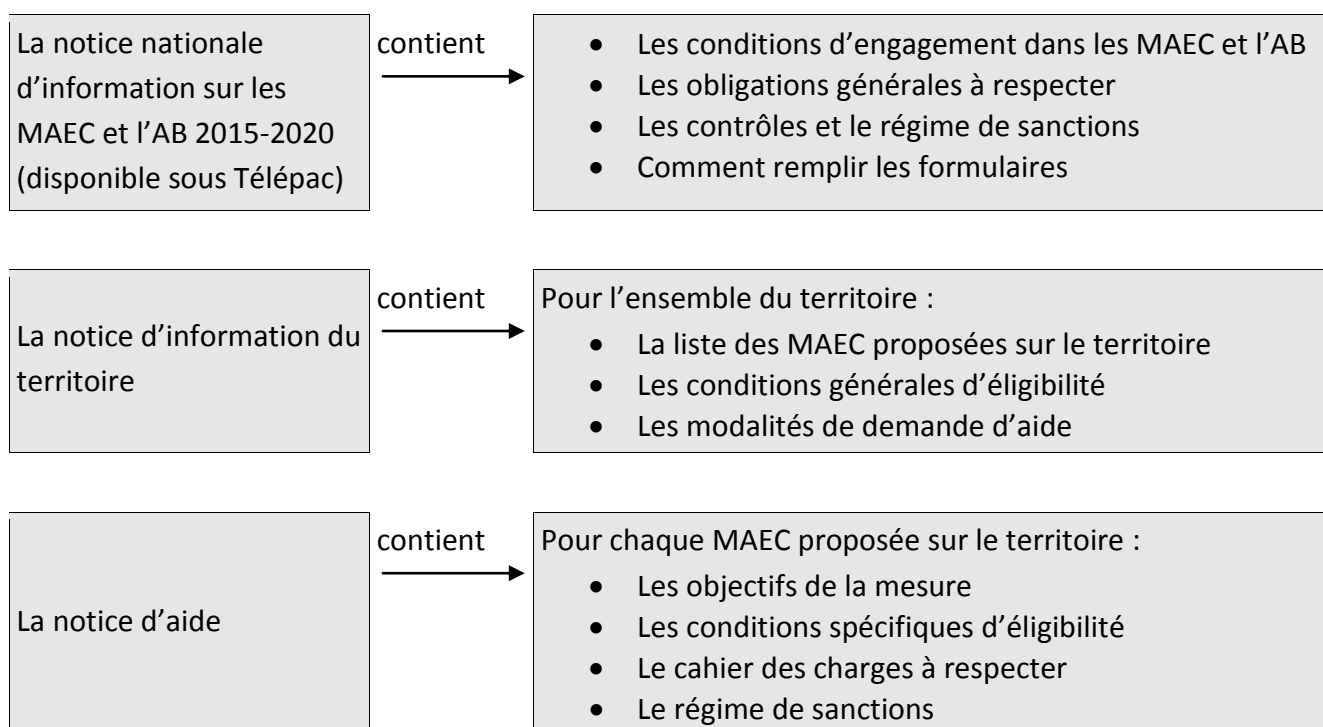 La notice nationale
d’information sur les
MAEC et l’AB 2015-2020
(disponible sous Télépac)
contient
• Les conditions d’engagement dans les MAEC et l’AB
• Les obligations générales à respecter
• Les contrôles et le régime de sanctions
• Comment remplir les formulaires
La notice d’information du
territoire
contient
Pour l’ensemble du territoire :
• La liste des MAEC proposées sur le territoire
• Les conditions générales d’éligibilité
• Les modalités de demande d’aide
La notice d’aide
contient
Pour chaque MAEC proposée sur le territoire :
• Les objectifs de la mesure
• Les conditions spécifiques d’éligibilité
• Le cahier des charges à respecter
• Le régime de sanctions